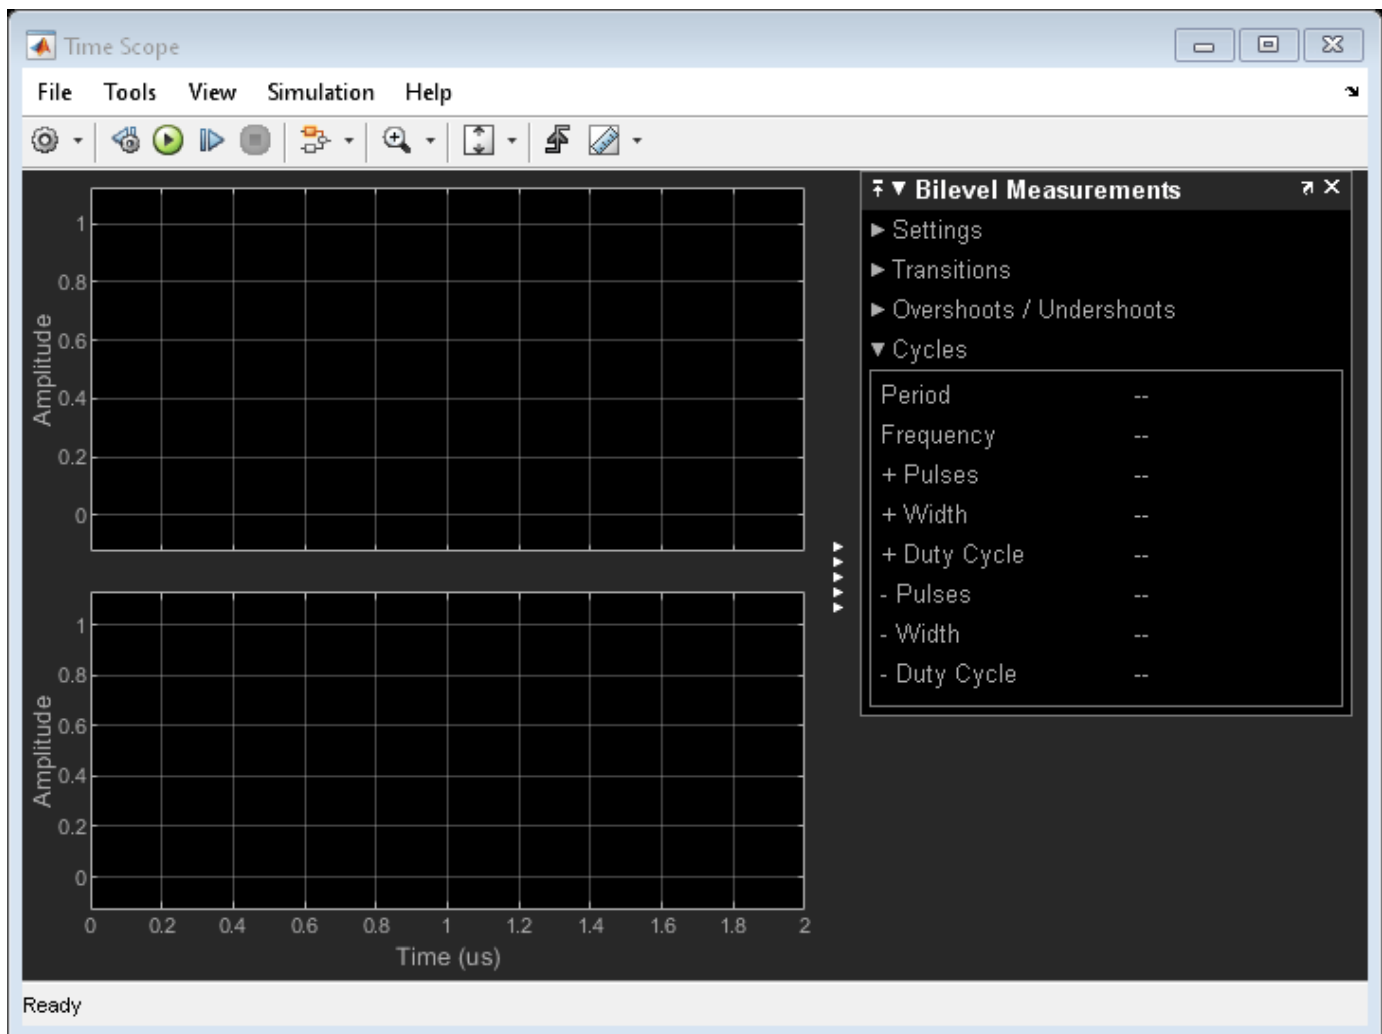 Time Scope
File Tools View Simulation Help
Amplitude
1
0.8
0.6
0.4
0.2
0
Amplitude
1
0.8
0.6
0.4
0.2
0
0 0.2 0.4 0.6 0.8 1 1.2 1.4 1.6 1.8 2
Time (us)
Bilevel Measurements
Settings
Transitions
Overshoots / Undershoots
Cycles
Period --
Frequency --
+ Pulses --
+ Width --
+ Duty Cycle --
- Pulses --
- Width --
- Duty Cycle --
Ready